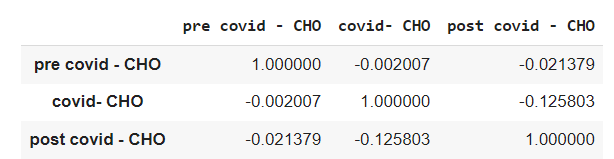 pre covid - CHO covid- CHO post covid - CHO
pre covid - CHO 1.000000 -0.002007 -0.021379
covid- CHO -0.002007 1.000000 -0.125803
post covid - CHO -0.021379 -0.125803 1.000000